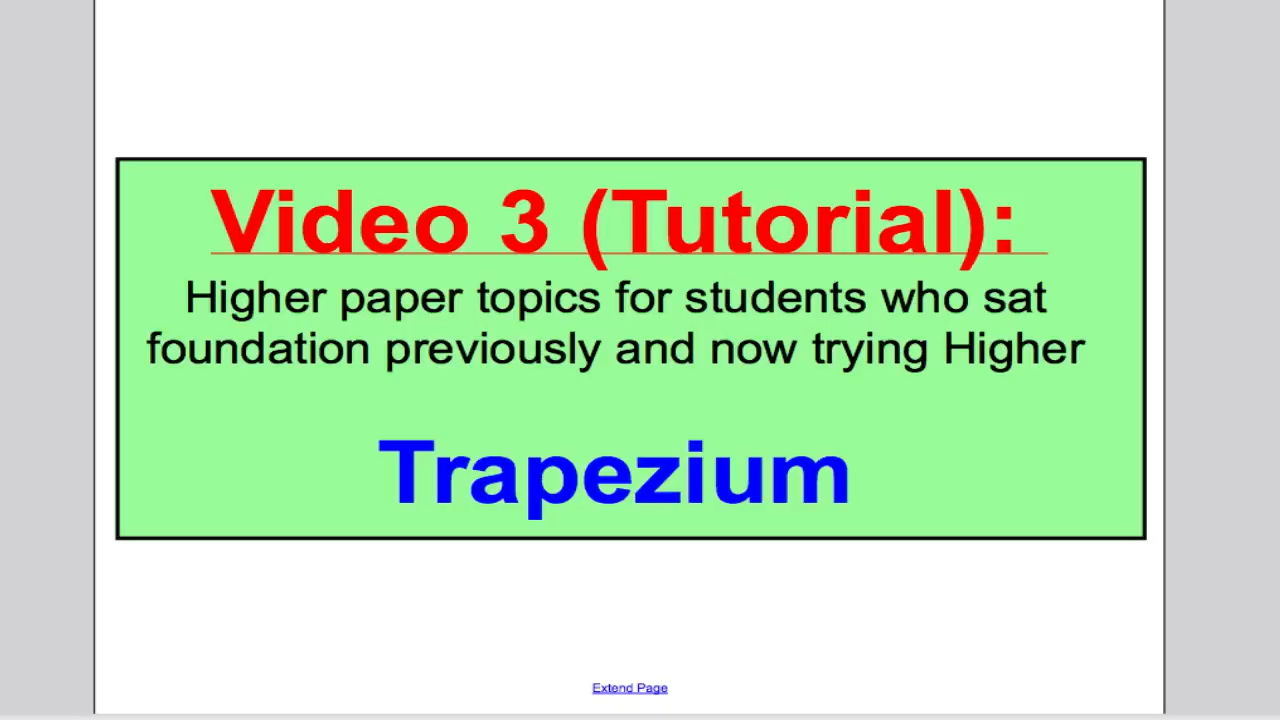 Video 3 (Tutorial):
Higher paper topics for students who sat
foundation previously and now trying Higher
Trapezium
Extend Page